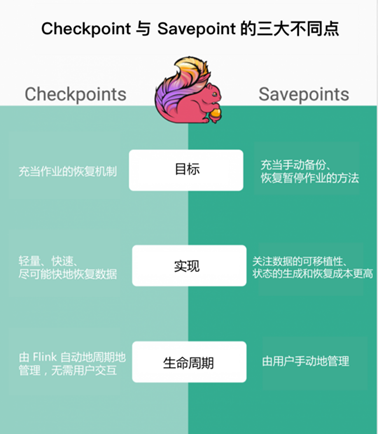 Checkpoint 与 Savepoint 的三大不同点
Checkpoints
Savepoints
充当作业的恢复机制
目标
充当手动备份、
恢复暂停作业的方法
轻量、快速、
尽可能快地恢复数据
实现
关注数据的可移植性、
状态的生成和恢复成本更高
由 Flink 自动地周期地
管理，无需用户交互
生命周期
由用户手动地管理